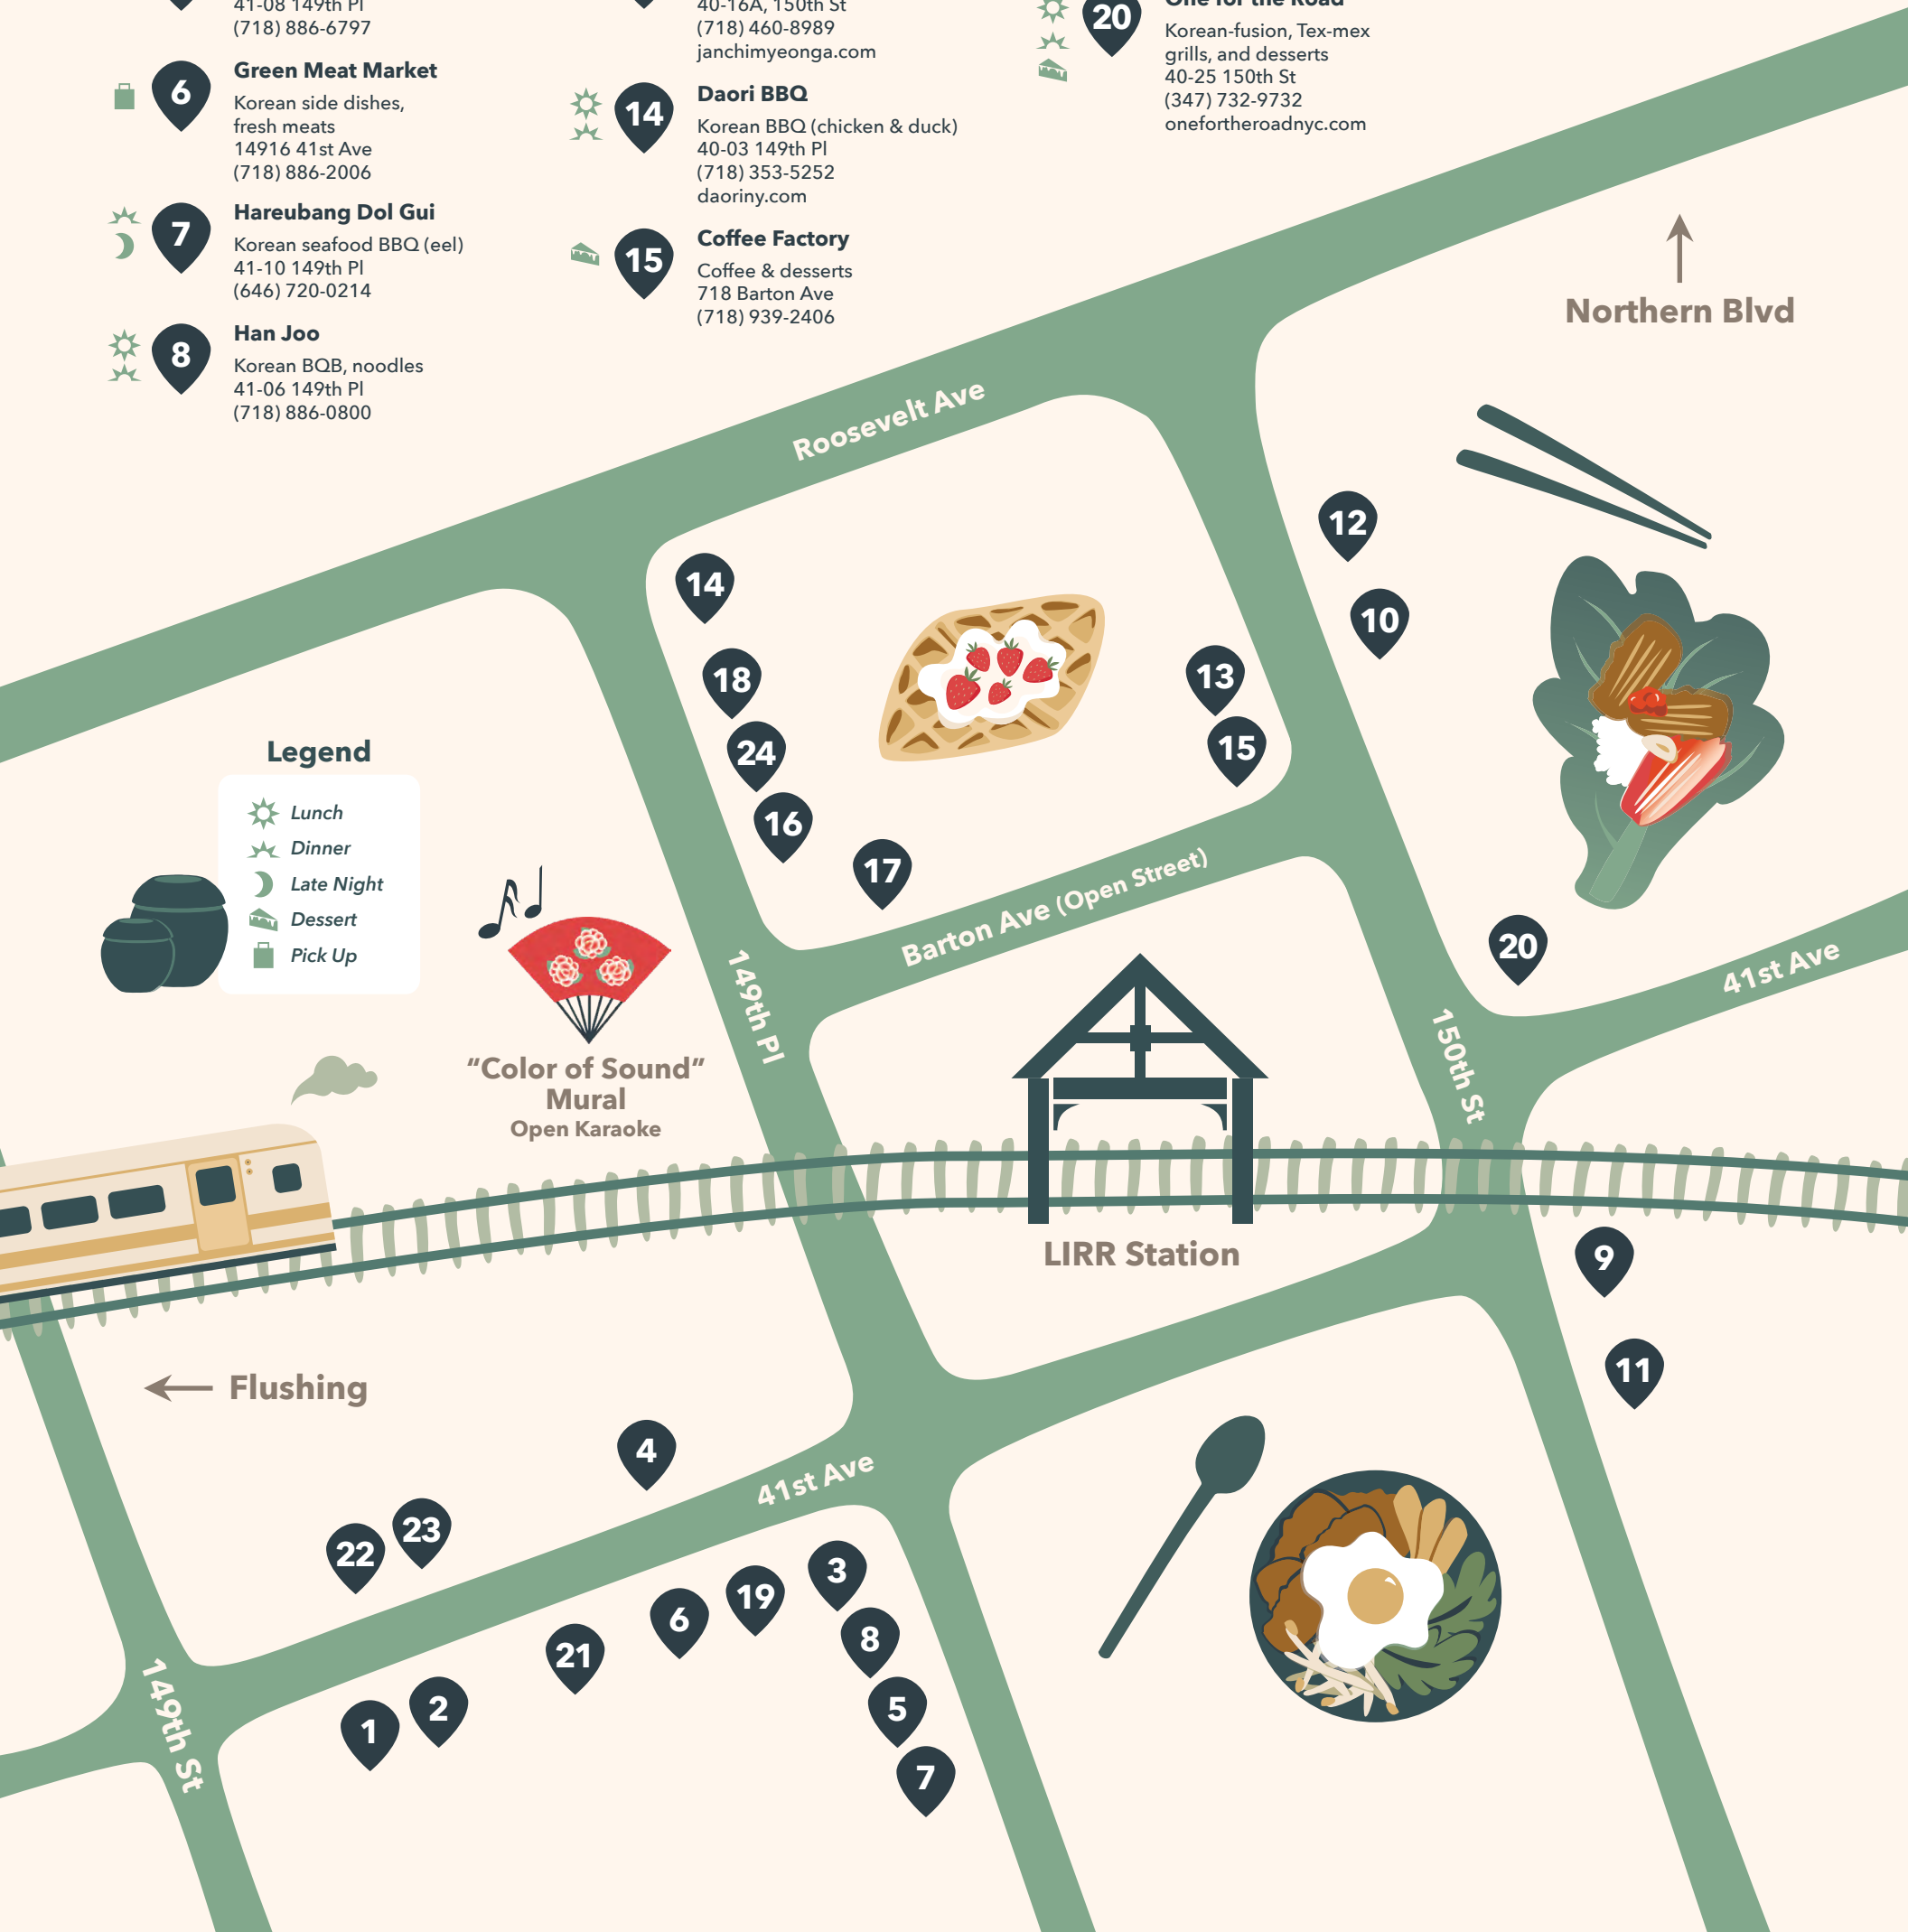 41-08 149th Pl
(718) 886-6797
6
Green Meat Market
Korean side dishes,
fresh meats
14916 41st Ave
(718) 886-2006
7
Hareubang Dol Gui
Korean seafood BBQ (eel)
41-10 149th Pl
(646) 720-0214
8
Han Joo
Korean BQB, noodles
41-06 149th Pl
(718) 886-0800
40-16A, 150th St
(718) 460-8989
janchimyeonga.com
14
Daori BBQ
Korean BBQ (chicken & duck)
40-03 149th Pl
(718) 353-5252
daoriny.com
15
Coffee Factory
Coffee & desserts
718 Barton Ave
(718) 939-2406
20
One for the Road
Korean-fusion, Tex-mex
grills, and desserts
40-25 150th St
(347) 732-9732
onefortheroadnyc.com
Northern Blvd
Roosevelt Ave
12
10
14
18
24
16
17
13
15
20
Legend
Lunch
Dinner
Late Night
Dessert
Pick Up
"Color of Sound"
Mural
Open Karaoke
149th Pl
Barton Ave (Open Street)
150th St
41st Ave
LIRR Station
9
11
Flushing
4
41st Ave
22
23
3
19
6
8
21
5
2
1
7
149th St